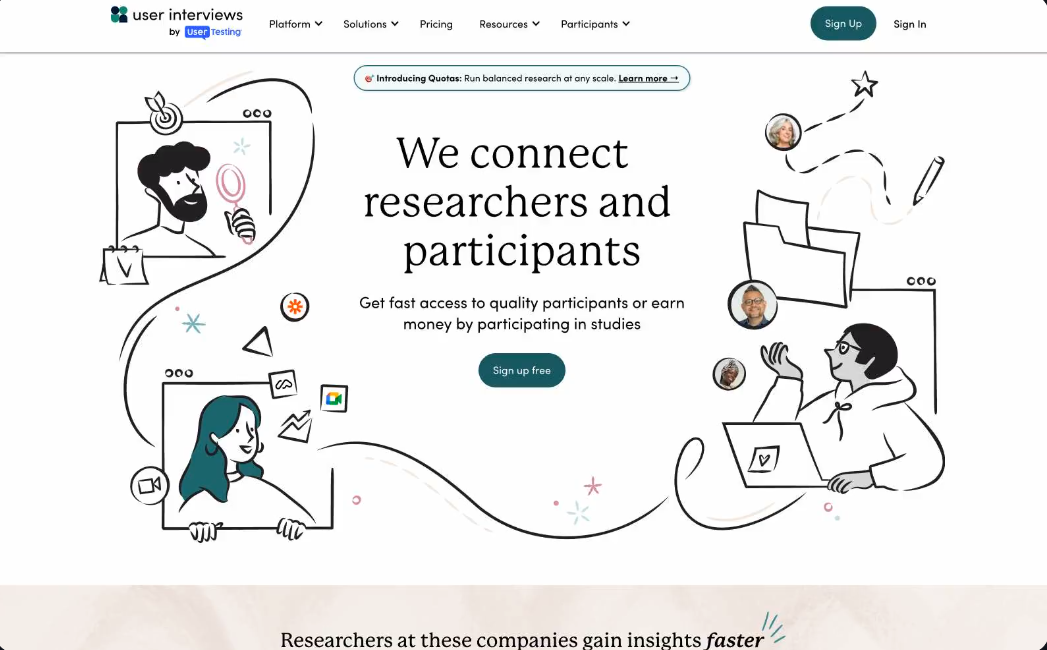 user interviews
by UserTesting
Platform
Solutions
Pricing
Resources
Participants
Sign Up
Sign In
Introducing Quotas: Run balanced research at any scale. Learn more →
We connect
researchers and
participants
Get fast access to quality participants or earn
money by participating in studies
Sign up free
Researchers at these companies gain insights faster